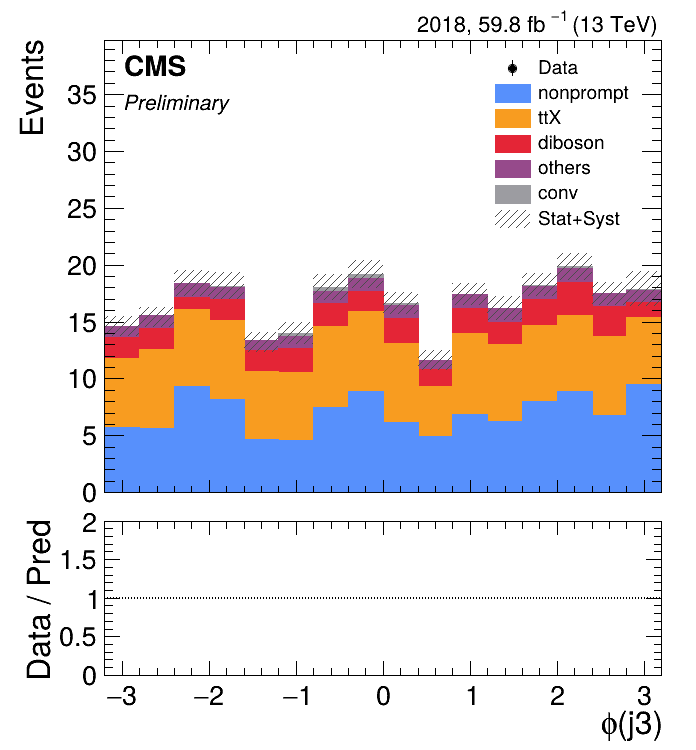 2018, 59.8 fb⁻¹ (13 TeV)
CMS
Preliminary
Data
nonprompt
ttX
diboson
others
conv
Stat+Syst
Events
35
30
25
20
15
10
5
0
Data / Pred
2
1.5
1
0.5
0
−3 −2 −1 0 1 2 3
ϕ(j3)